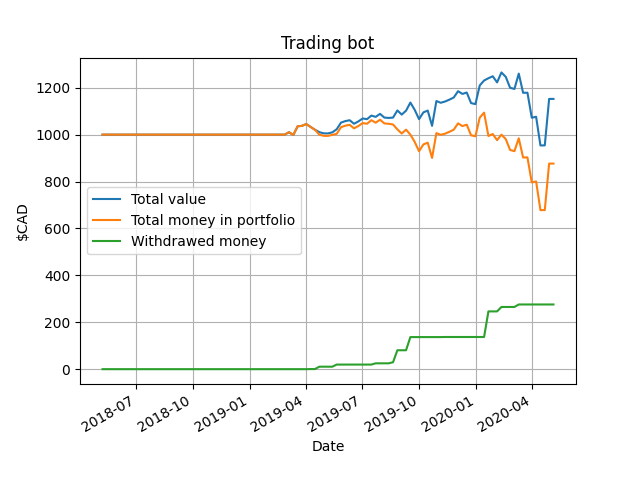 Trading bot
1200
1000
800
600
400
200
0
$CAD
Total value
Total money in portfolio
Withdrawed money
2018-07
2018-10
2019-01
2019-04
2019-07
2019-10
2020-01
2020-04
Date